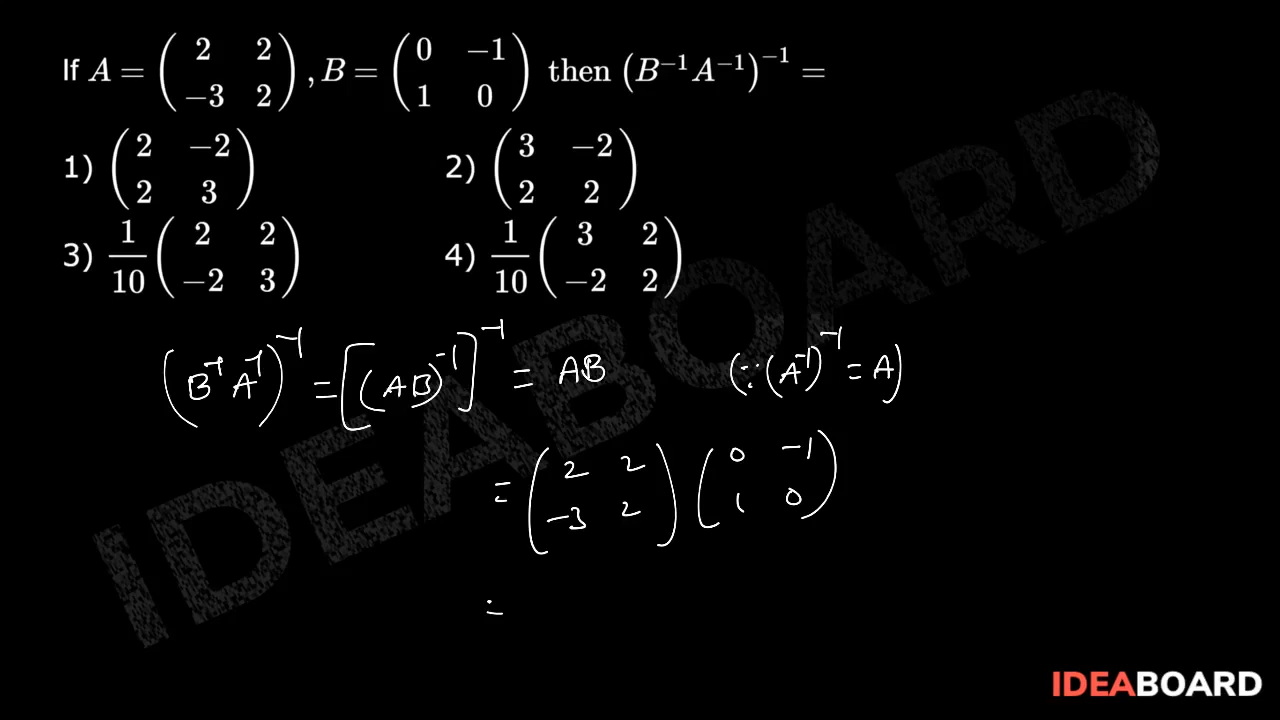 If A = ( 2 2 ; −3 2 ) , B = ( 0 −1 ; 1 0 ) then (B⁻¹A⁻¹)⁻¹ =
1) ( 2 −2 ; 2 3 ) 2) ( 3 −2 ; 2 2 )
3) 1/10 ( 2 2 ; −2 3 ) 4) 1/10 ( 3 2 ; −2 2 )
(B⁻¹ A⁻¹)⁻¹ = [(AB)⁻¹]⁻¹ = AB (∵ (A⁻¹)⁻¹ = A)
= ( 2 2 ; −3 2 ) ( 0 −1 ; 1 0 )
=
IDEABOARD
IDEABOARD